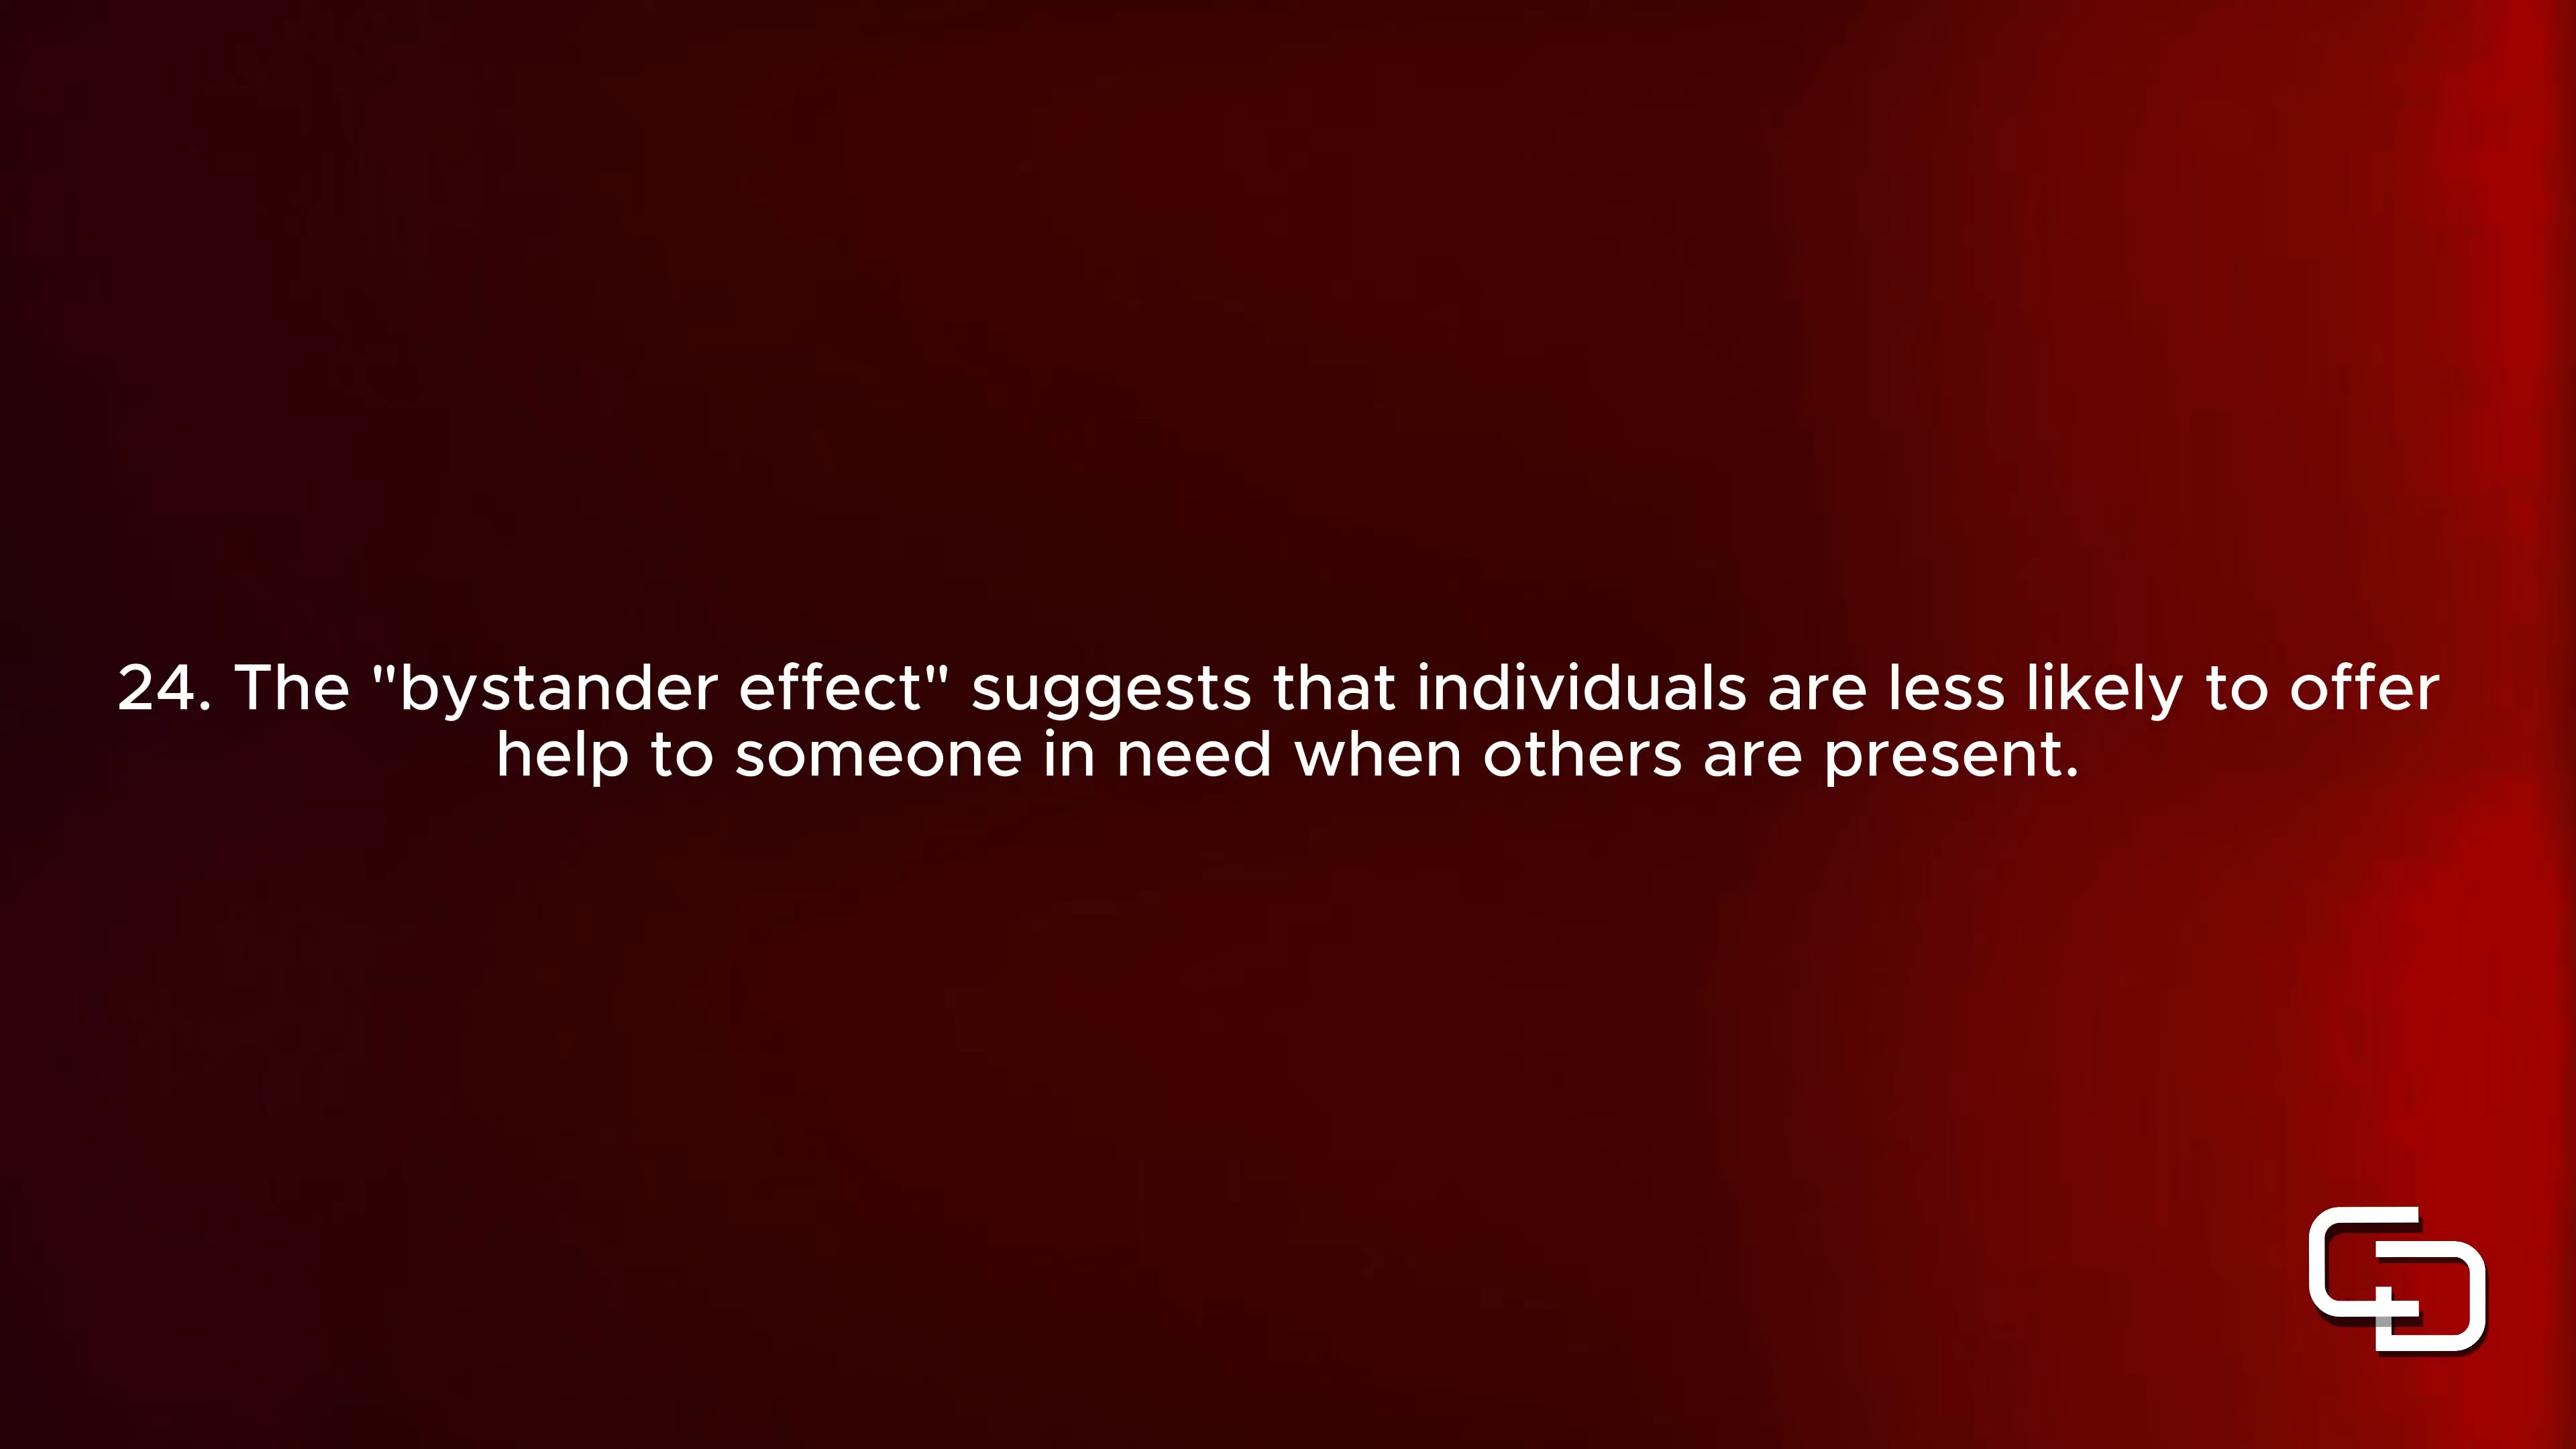 24. The "bystander effect" suggests that individuals are less likely to offer
help to someone in need when others are present.